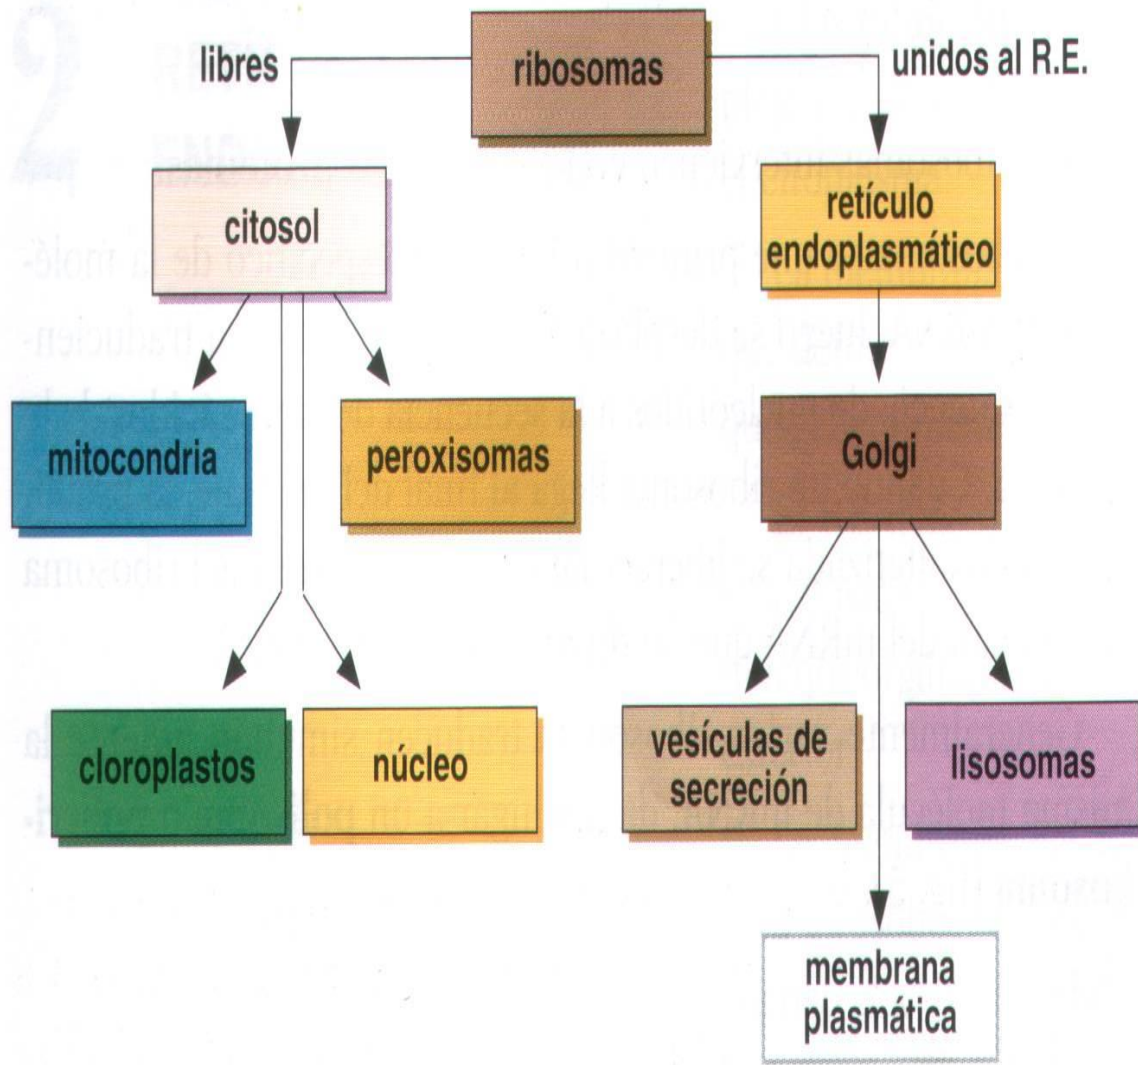 libres
ribosomas
unidos al R.E.
citosol
retículo
endoplasmático
mitocondria
peroxisomas
Golgi
cloroplastos
núcleo
vesículas de
secreción
lisosomas
membrana
plasmática